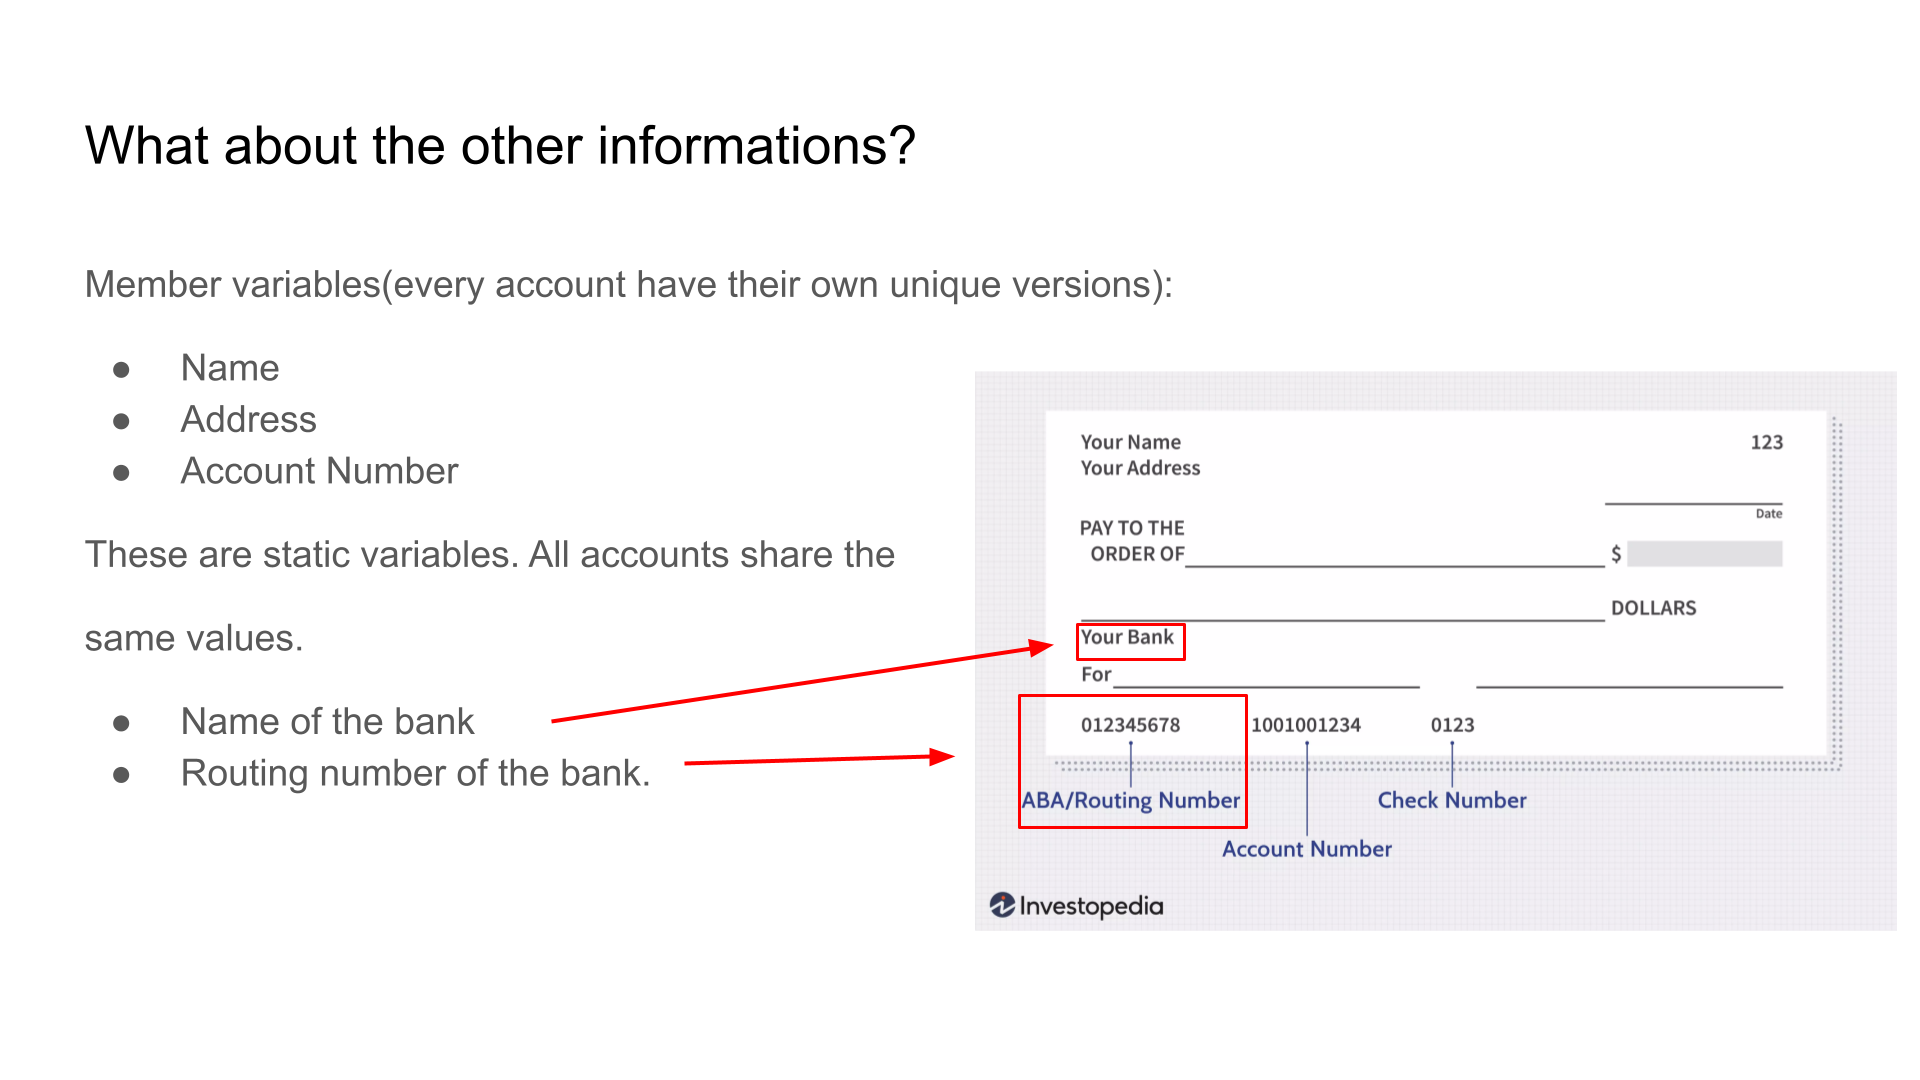 What about the other informations?
Member variables(every account have their own unique versions):
● Name
● Address
● Account Number
These are static variables. All accounts share the
same values.
● Name of the bank
● Routing number of the bank.
Your Name 123
Your Address
Date
PAY TO THE
ORDER OF $
DOLLARS
Your Bank
For
012345678 1001001234 0123
ABA/Routing Number Check Number
Account Number
Investopedia